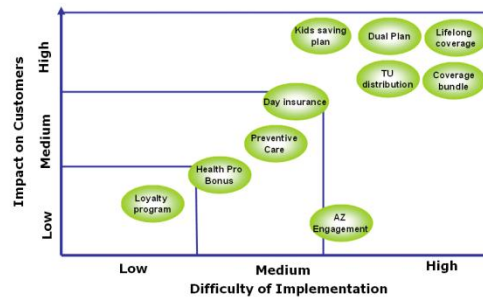 Impact on Customers
High
Medium
Low
Kids saving
plan
Dual Plan
Lifelong
coverage
TU
distribution
Coverage
bundle
Day insurance
Preventive
Care
Health Pro
Bonus
Loyalty
program
AZ
Engagement
Low
Medium
High
Difficulty of Implementation